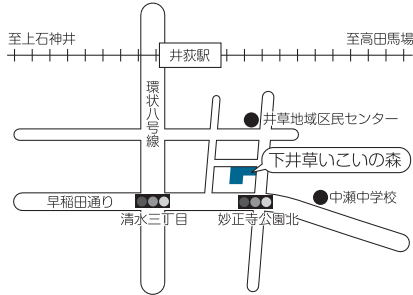 至上石神井
至高田馬場
井荻駅
環状八号線
井草地域区民センター
下井草いこいの森
中瀬中学校
早稲田通り
清水三丁目
妙正寺公園北